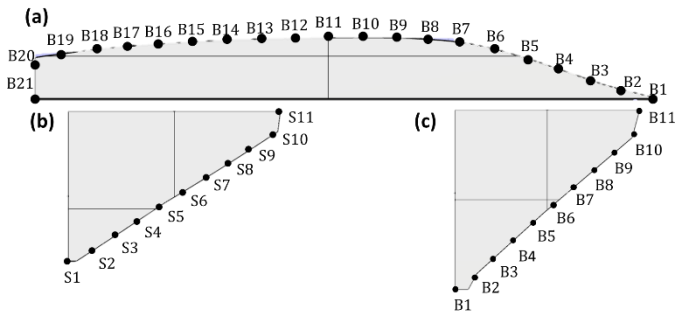 (a)
B11 B10 B9 B8 B7
B20 B19 B18 B17 B16 B15 B14 B13 B12 B6 B5 B4 B3 B2 B1
B21
(b) (c)
S11 B11
S10 B10
S9 B9
S8 B8
S7 B7
S6 B6
S5 B5
S4 B4
S3 B3
S2 B2
S1 B1